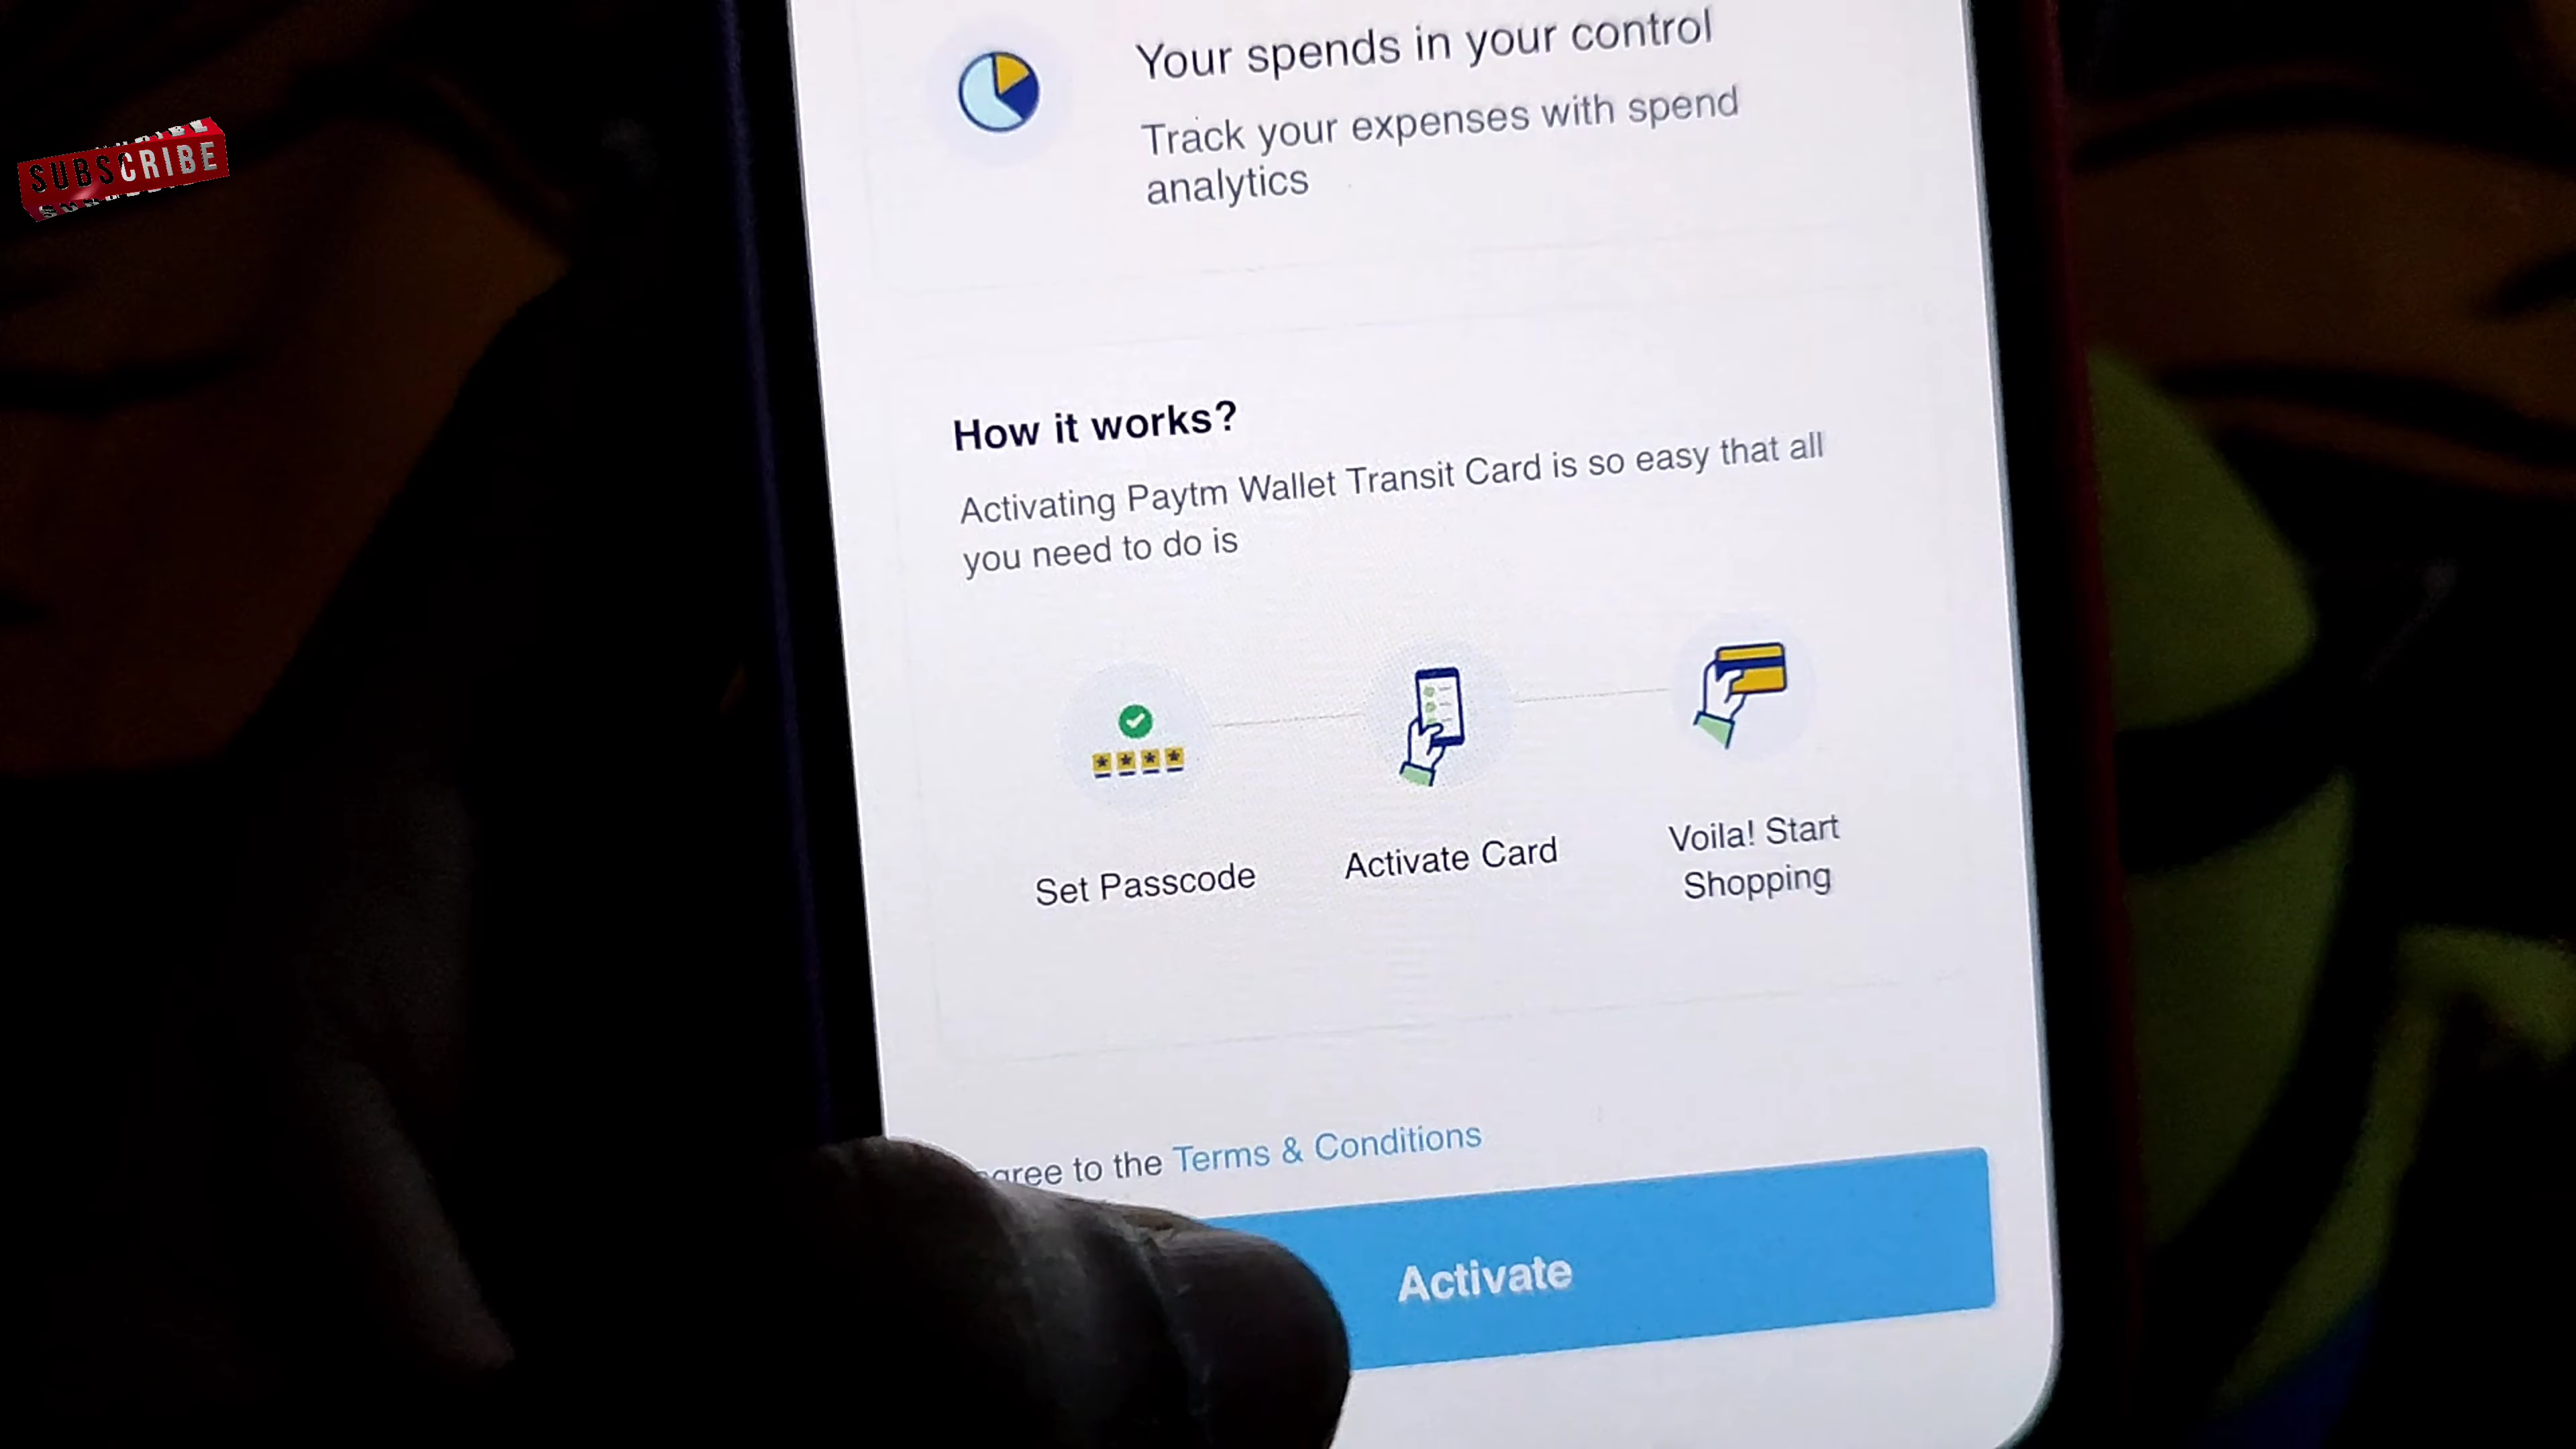 SUBSCRIBE
Your spends in your control
Track your expenses with spend
analytics
How it works?
Activating Paytm Wallet Transit Card is so easy that all
you need to do is
Set Passcode
Activate Card
Voila! Start
Shopping
to the Terms & Conditions
Activate